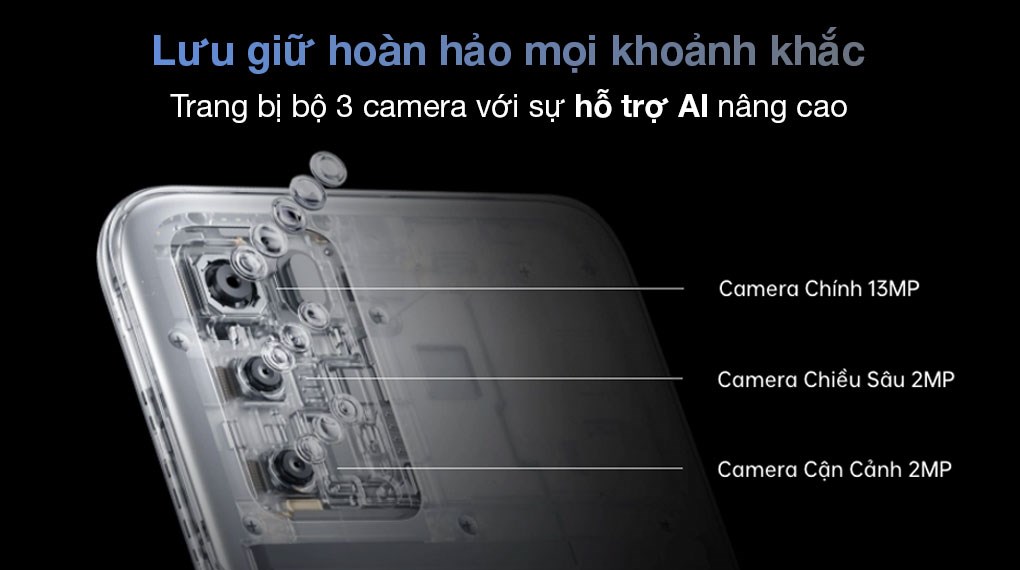 Lưu giữ hoàn hảo mọi khoảnh khắc
Trang bị bộ 3 camera với sự hỗ trợ AI nâng cao
Camera Chính 13MP
Camera Chiều Sâu 2MP
Camera Cận Cảnh 2MP